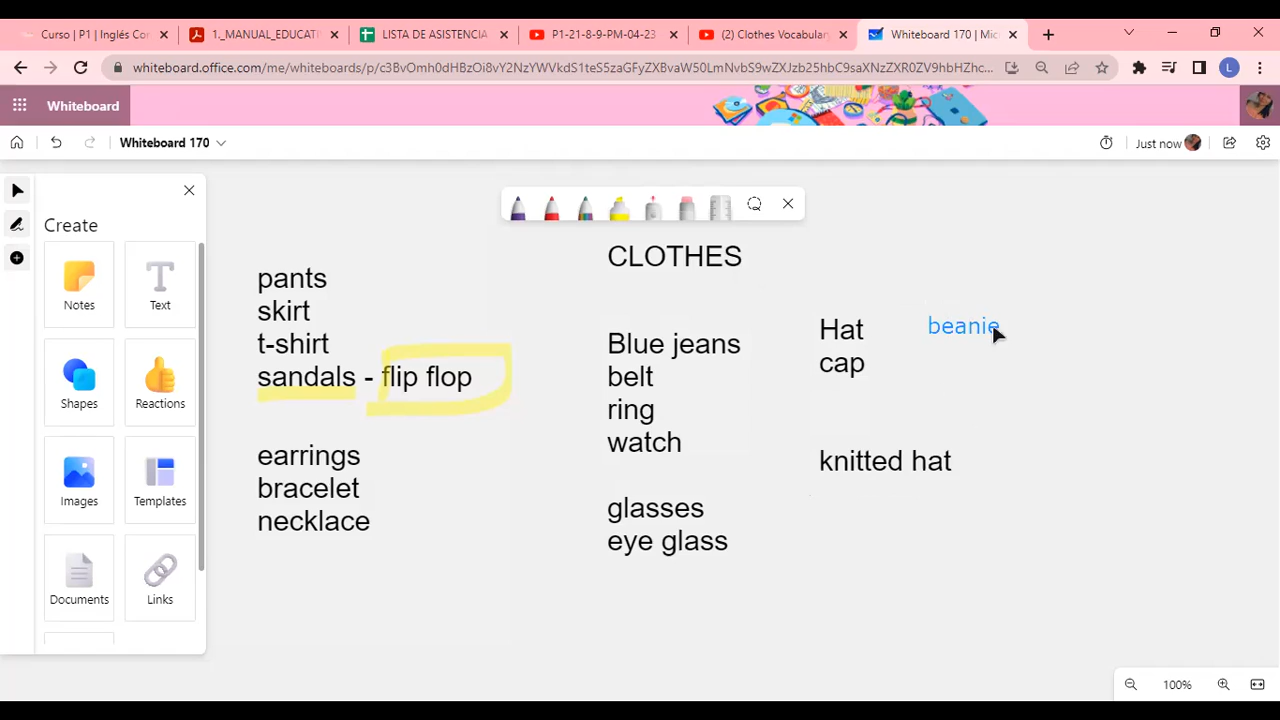 Curso | P1 | Inglés Con
1._MANUAL_EDUCATI
LISTA DE ASISTENCIA
P1-21-8-9-PM-04-23
(2) Clothes Vocabular
Whiteboard 170 | Mic
whiteboard.office.com/me/whiteboards/p/c3BvOmh0dHBzOi8vY2NzYWVkdS1teS5zaGFyZXBvaW50LmNvbS9wZXJzb25hbC9saXNzZXR0ZV9hbHZhc...
L
Whiteboard
Whiteboard 170
Just now
Create
Notes
Text
Shapes
Reactions
Images
Templates
Documents
Links
CLOTHES
pants
skirt
t-shirt
sandals - flip flop
earrings
bracelet
necklace
Blue jeans
belt
ring
watch
glasses
eye glass
Hat
cap
knitted hat
beanie
100%